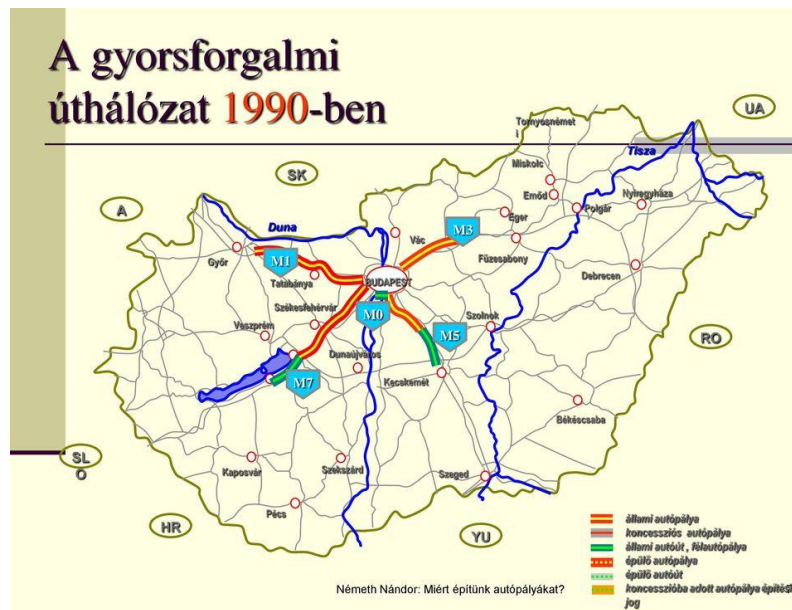 A gyorsforgalmi
úthálózat 1990-ben
UA
Tornyosnémet
i
Tisza
SK
Miskolc
Emőd
Nyíregyháza
Polgár
A
Eger
Duna
M3
Vác
Győr
M1
Füzesabony
Debrecen
Tatabánya
BUDAPEST
Székesfehérvár
M0
Szolnok
Veszprém
M5
RO
Dunaújváros
M7
Kecskemét
Békéscsaba
SL
O
Kaposvár
Szekszárd
Szeged
Pécs
HR
YU
állami autópálya
koncessziós autópálya
állami autóút , félautópálya
épülő autópálya
épülő autóút
koncesszióba adott autópálya építési
jog
Németh Nándor: Miért építünk autópályákat?